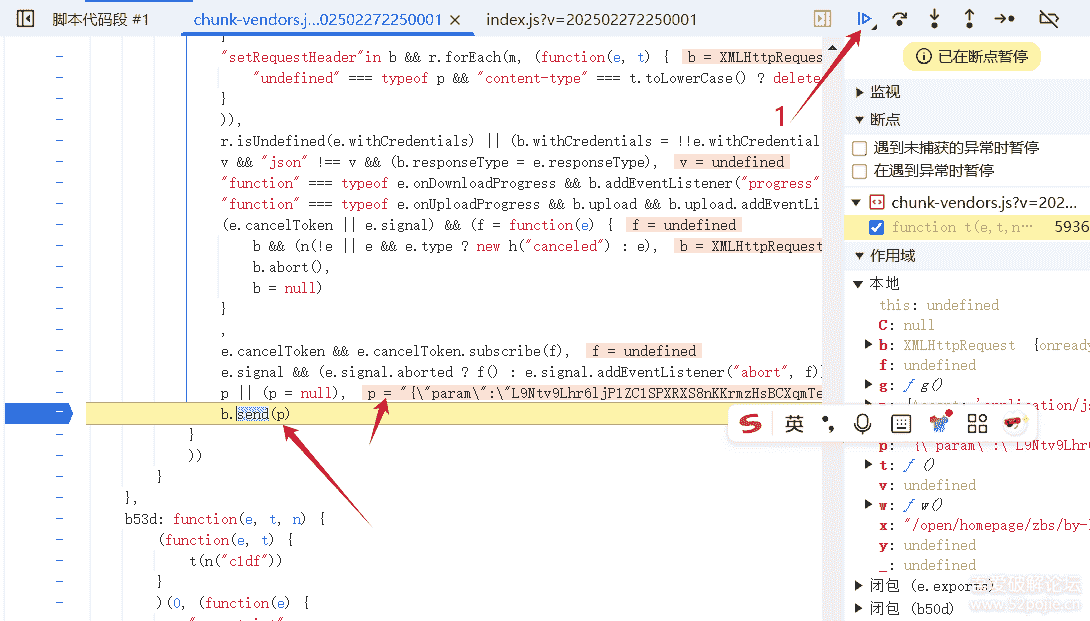 脚本代码段 #1
chunk-vendors.j...02502272250001 ×
index.js?v=202502272250001
}
"setRequestHeader"in b && r.forEach(m, (function(e, t) { b = XMLHttpReques
"undefined" === typeof p && "content-type" === t.toLowerCase() ? delete
}
)),
r.isUndefined(e.withCredentials) || (b.withCredentials = !!e.withCredential
v && "json" !== v && (b.responseType = e.responseType), v = undefined
"function" === typeof e.onDownloadProgress && b.addEventListener("progress"
"function" === typeof e.onUploadProgress && b.upload && b.upload.addEventLi
(e.cancelToken || e.signal) && (f = function(e) { f = undefined
b && (n(!e || e && e.type ? new h("canceled") : e), b = XMLHttpRequest
b.abort(),
b = null)
}
,
e.cancelToken && e.cancelToken.subscribe(f), f = undefined
e.signal && (e.signal.aborted ? f() : e.signal.addEventListener("abort", f)
p || (p = null), p = "{\"param\":\"L9Ntv9Lhr6ljP1ZC1SPXRXS8nKKrmzHsBCXqmTe
b.send(p)
}
))
}
},
b53d: function(e, t, n) {
(function(e, t) {
t(n("c1df"))
}
)(0, (function(e) {
1
英
已在断点暂停
监视
断点
遇到未捕获的异常时暂停
在遇到异常时暂停
chunk-vendors.js?v=202...
function t(e,t,n… 5936
作用域
本地
this: undefined
C: null
b: XMLHttpRequest {onready
f: undefined
g: ƒ g()
p: "{\"param\":\"L9Ntv9Lhr
t: ƒ ()
v: undefined
w: ƒ w()
x: "/open/homepage/zbs/by-
y: undefined
_: undefined
闭包 (e.exports)
闭包 (b50d)
吾爱破解论坛
www.52pojie.cn